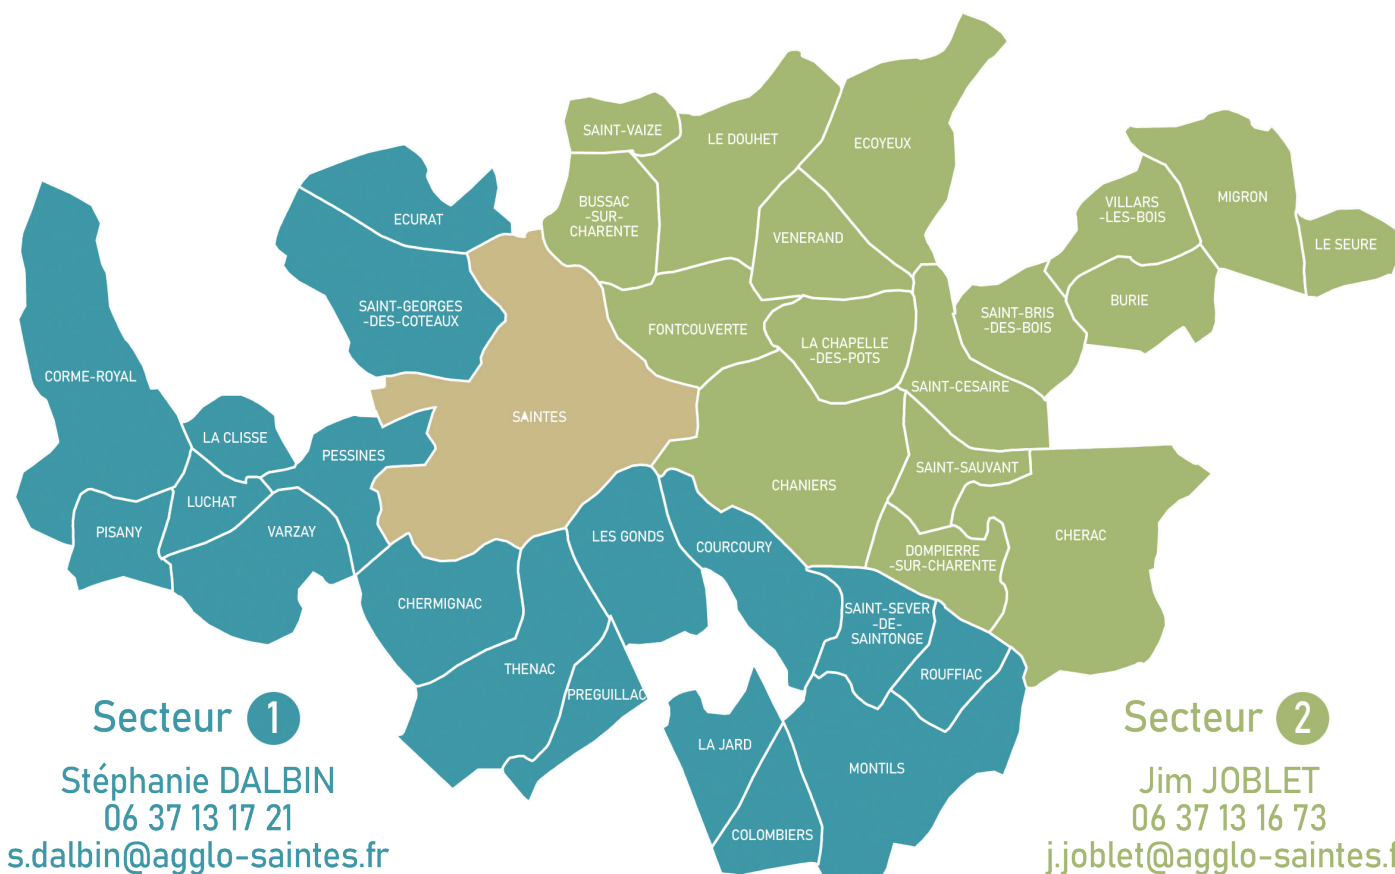 SAINT-VAIZE
LE DOUHET
ECOYEUX
BUSSAC
-SUR-
CHARENTE
VENERAND
VILLARS
-LES-BOIS
MIGRON
LE SEURE
ECURAT
SAINT-GEORGES
-DES-COTEAUX
FONTCOUVERTE
LA CHAPELLE
-DES-POTS
SAINT-BRIS
-DES-BOIS
BURIE
CORME-ROYAL
SAINT-CESAIRE
SAINTES
LA CLISSE
PESSINES
SAINT-SAUVANT
CHANIERS
LUCHAT
PISANY
VARZAY
LES GONDS
COURCOURY
CHERAC
DOMPIERRE
-SUR-CHARENTE
CHERMIGNAC
SAINT-SEVER
-DE-
SAINTONGE
THENAC
ROUFFIAC
PREGUILLAC
LA JARD
MONTILS
COLOMBIERS
Secteur 1
Stéphanie DALBIN
06 37 13 17 21
s.dalbin@agglo-saintes.fr
Secteur 2
Jim JOBLET
06 37 13 16 73
j.joblet@agglo-saintes.f